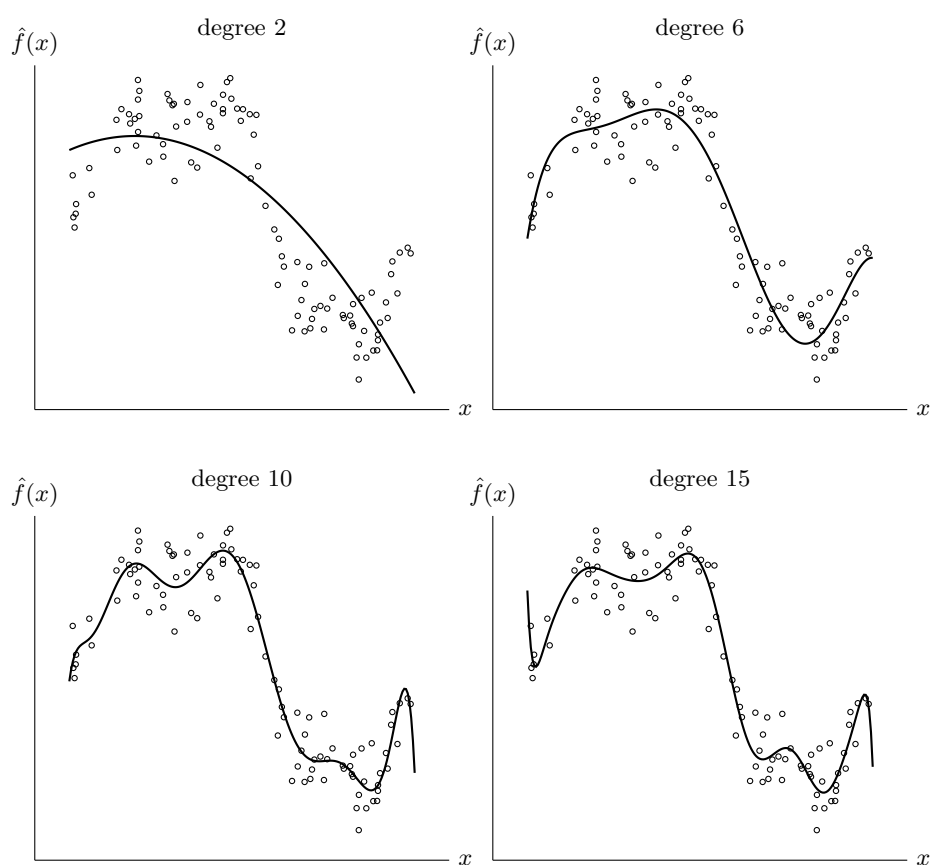 degree 2
f̂(x)
x
degree 6
f̂(x)
x
degree 10
f̂(x)
x
degree 15
f̂(x)
x